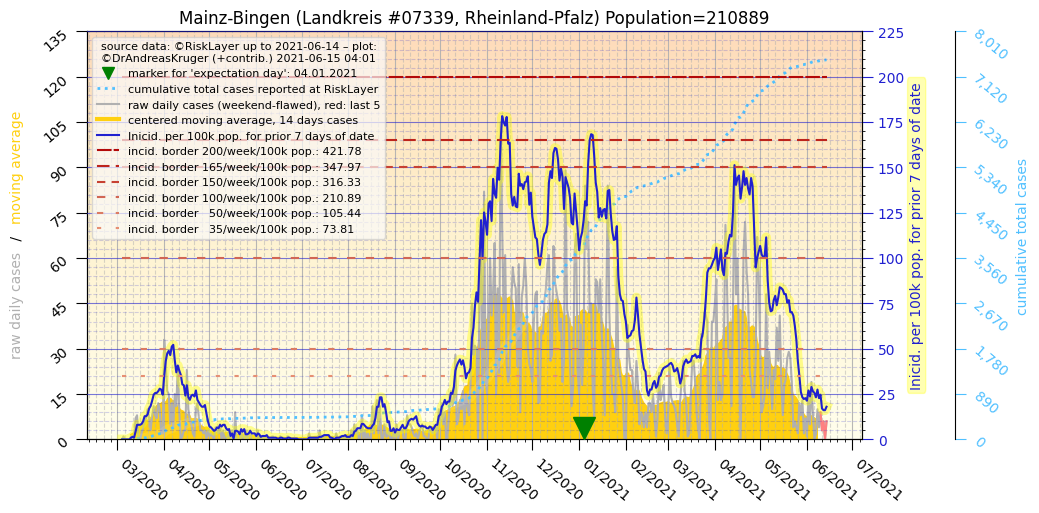 Mainz-Bingen (Landkreis #07339, Rheinland-Pfalz) Population=210889
source data: ©RiskLayer up to 2021-06-14 – plot:
©DrAndreasKruger (+contrib.) 2021-06-15 04:01
marker for 'expectation day': 04.01.2021
cumulative total cases reported at RiskLayer
raw daily cases (weekend-flawed), red: last 5
centered moving average, 14 days cases
Inicid. per 100k pop. for prior 7 days of date
incid. border 200/week/100k pop.: 421.78
incid. border 165/week/100k pop.: 347.97
incid. border 150/week/100k pop.: 316.33
incid. border 100/week/100k pop.: 210.89
incid. border 50/week/100k pop.: 105.44
incid. border 35/week/100k pop.: 73.81
raw daily cases / moving average
135
120
105
90
75
60
45
30
15
0
225
200
175
150
125
100
75
50
25
0
Inicid. per 100k pop. for prior 7 days of date
8,010
7,120
6,230
5,340
4,450
3,560
2,670
1,780
890
0
cumulative total cases
03/2020
04/2020
05/2020
06/2020
07/2020
08/2020
09/2020
10/2020
11/2020
12/2020
01/2021
02/2021
03/2021
04/2021
05/2021
06/2021
07/2021